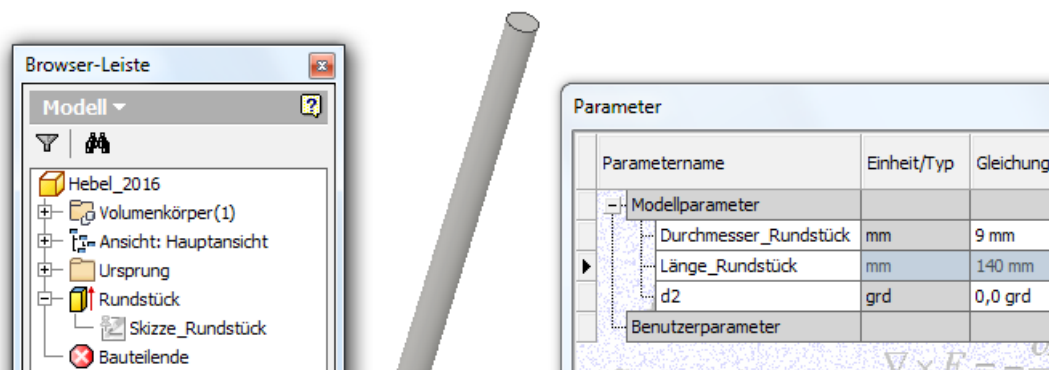 Browser-Leiste
Modell
Hebel_2016
Volumenkörper(1)
Ansicht: Hauptansicht
Ursprung
Rundstück
Skizze_Rundstück
Bauteilende
Parameter
Parametername Einheit/Typ Gleichung
Modellparameter
Durchmesser_Rundstück mm 9 mm
Länge_Rundstück mm 140 mm
d2 grd 0,0 grd
Benutzerparameter